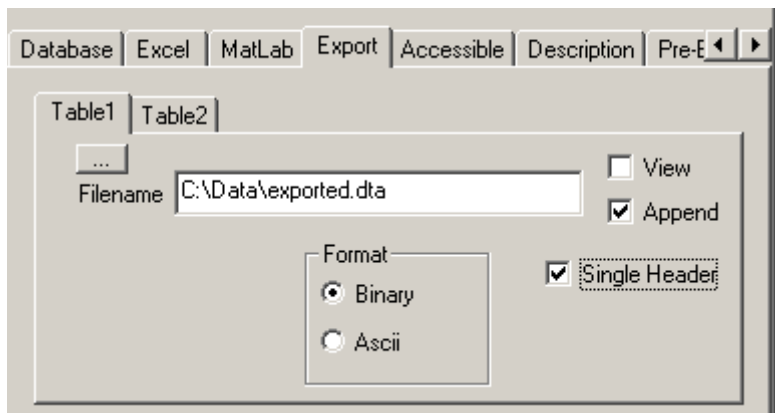 Database Excel MatLab Export Accessible Description
Table1 Table2
...
View
Filename C:\Data\exported.dta
Append
Format
Single Header
Binary
Ascii